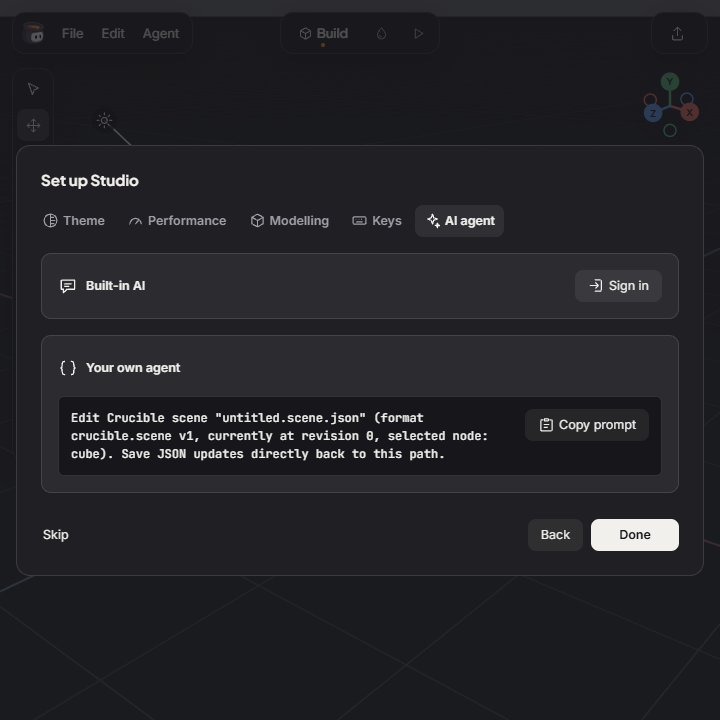 File Edit Agent
Build
Y
Z
X
Set up Studio
Theme Performance Modelling Keys AI agent
Built-in AI
Sign in
Your own agent
Edit Crucible scene "untitled.scene.json" (format
crucible.scene v1, currently at revision 0, selected node:
cube). Save JSON updates directly back to this path.
Copy prompt
Skip
Back
Done